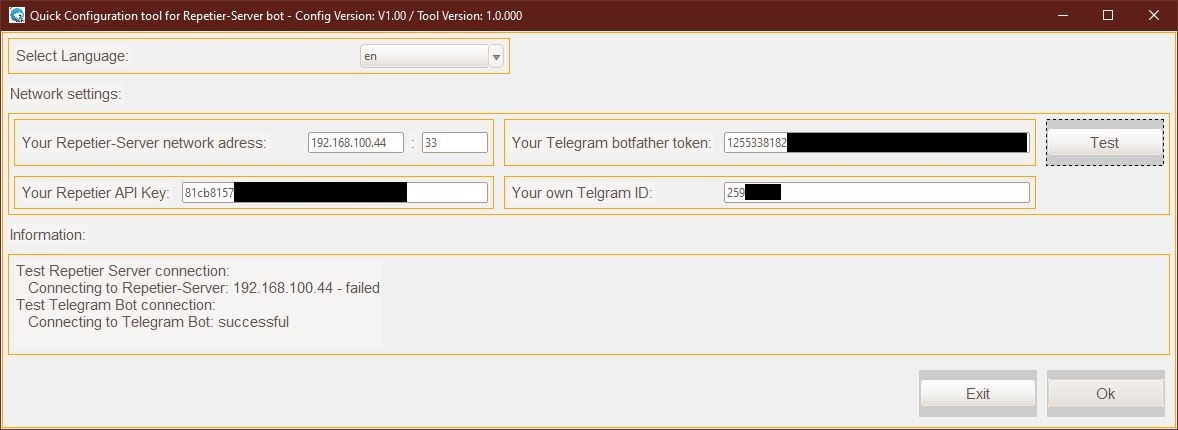 Quick Configuration tool for Repetier-Server bot - Config Version: V1.00 / Tool Version: 1.0.000
Select Language:
en
Network settings:
Your Repetier-Server network adress:
192.168.100.44 : 33
Your Telegram botfather token:
1255338182
Test
Your Repetier API Key:
81cb8157
Your own Telgram ID:
259
Information:
Test Repetier Server connection:
Connecting to Repetier-Server: 192.168.100.44 - failed
Test Telegram Bot connection:
Connecting to Telegram Bot: successful
Exit
Ok